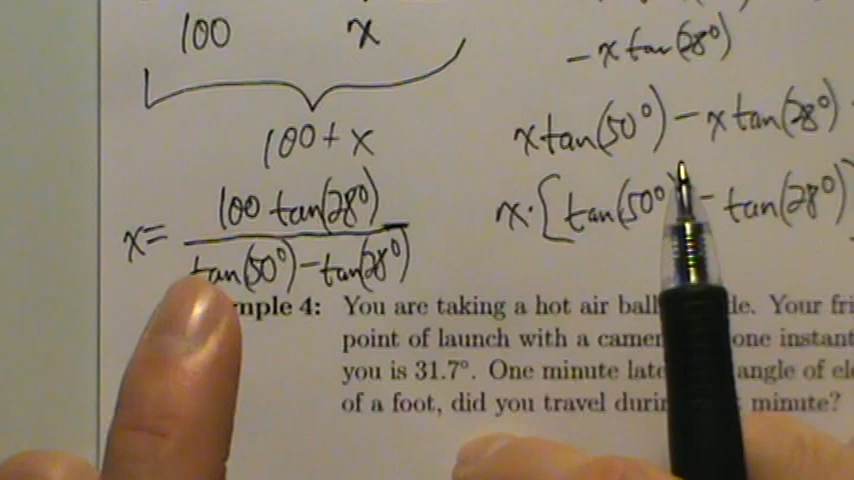 100 x
100 + x
x = 100 tan(28°) / tan(50°) − tan(28°)
− x tan(28°)
x tan(50°) − x tan(28°)
x · [tan(50°) − tan(28°)]
mple 4: You are taking a hot air ball de. Your fri
point of launch with a camer one instant
you is 31.7°. One minute late angle of ele
of a foot, did you travel durin minute?